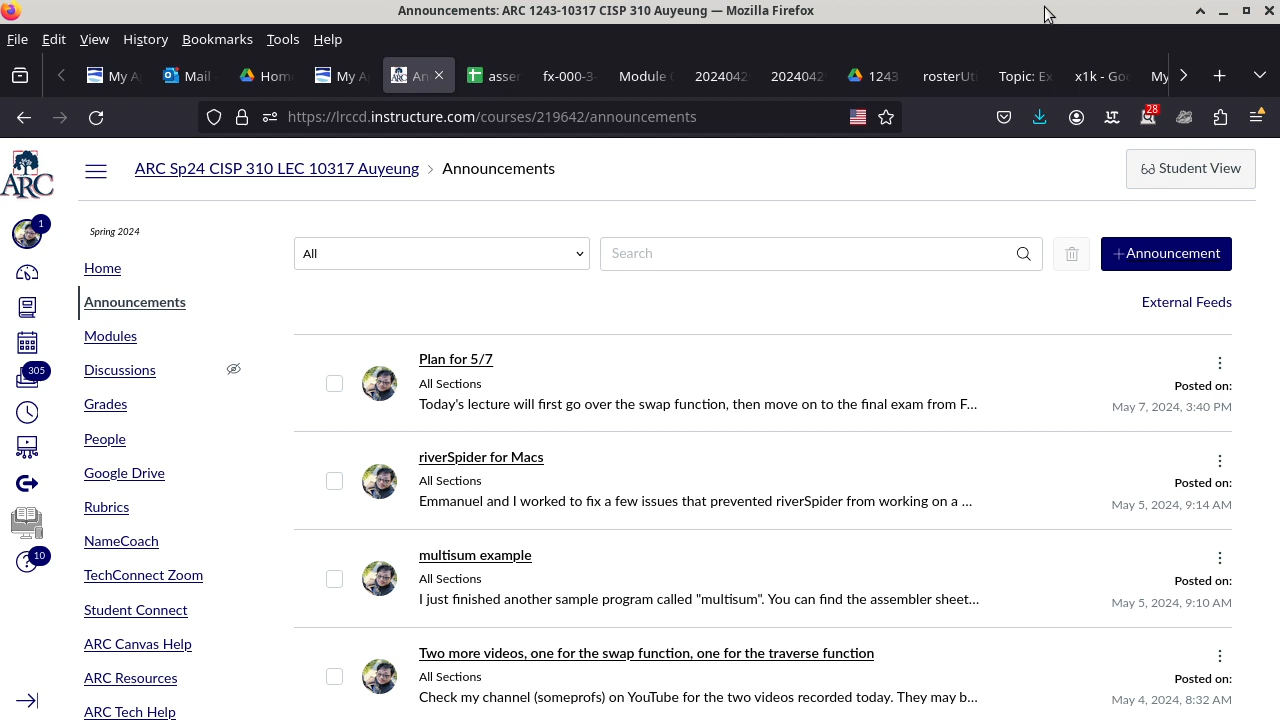 Announcements: ARC 1243-10317 CISP 310 Auyeung — Mozilla Firefox
File Edit View History Bookmarks Tools Help
My A Mail Hom My A An asse fx-000-3- Module 202404 202404 1243 rosterUt Topic: Ex x1k - Go My
28
https://lrccd.instructure.com/courses/219642/announcements
ARC
ARC Sp24 CISP 310 LEC 10317 Auyeung > Announcements
Student View
1
305
10
Spring 2024
Home
Announcements
Modules
Discussions
Grades
People
Google Drive
Rubrics
NameCoach
TechConnect Zoom
Student Connect
ARC Canvas Help
ARC Resources
ARC Tech Help
All
Search
+Announcement
External Feeds
Plan for 5/7
All Sections
Today's lecture will first go over the swap function, then move on to the final exam from F...
Posted on:
May 7, 2024, 3:40 PM
riverSpider for Macs
All Sections
Emmanuel and I worked to fix a few issues that prevented riverSpider from working on a ...
Posted on:
May 5, 2024, 9:14 AM
multisum example
All Sections
I just finished another sample program called "multisum". You can find the assembler sheet...
Posted on:
May 5, 2024, 9:10 AM
Two more videos, one for the swap function, one for the traverse function
All Sections
Check my channel (someprofs) on YouTube for the two videos recorded today. They may b...
Posted on:
May 4, 2024, 8:32 AM